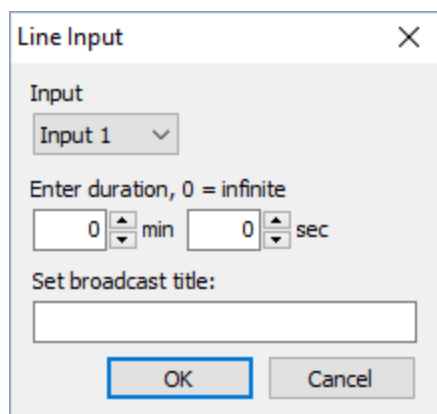 Line Input
Input
Input 1
Enter duration, 0 = infinite
0 min 0 sec
Set broadcast title:
OK Cancel